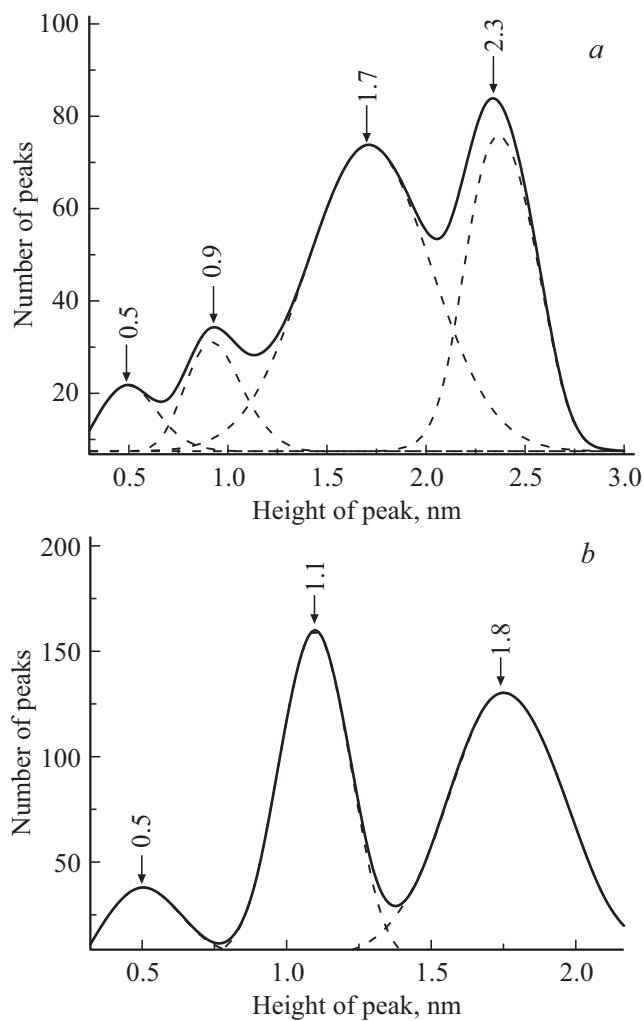 a
100
80
60
40
20
Number of peaks
0.5
0.9
1.7
2.3
0.5 1.0 1.5 2.0 2.5 3.0
Height of peak, nm
b
200
150
100
50
Number of peaks
0.5
1.1
1.8
0.5 1.0 1.5 2.0
Height of peak, nm